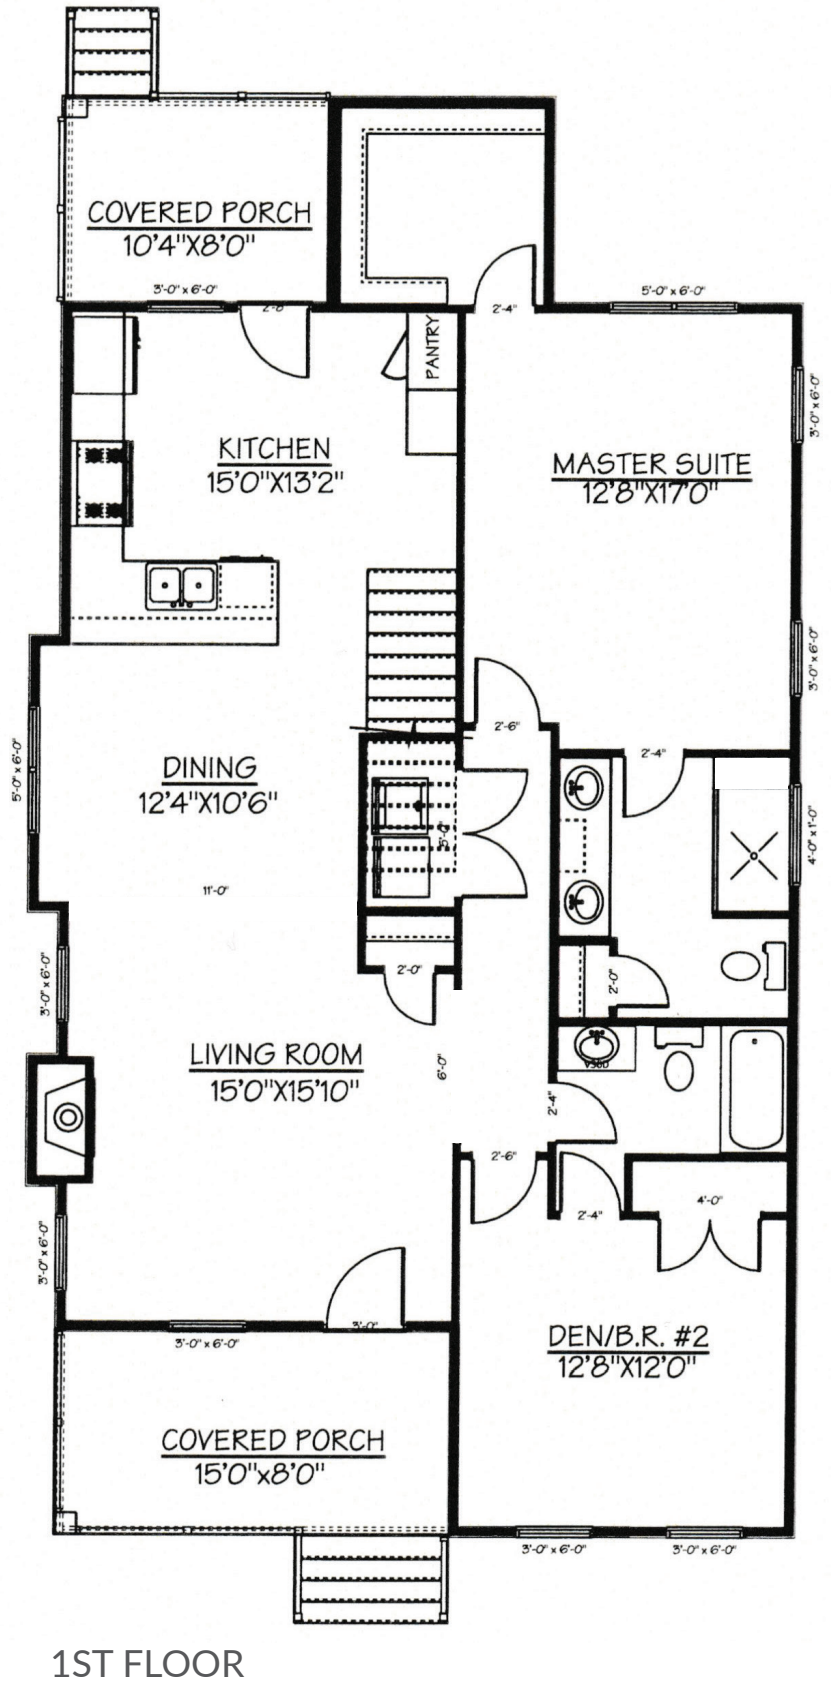 COVERED PORCH
10'4"X8'0"
3'-0" x 6'-0"
2'-8"
2'-4"
5'-0" x 6'-0"
PANTRY
3'-0" x 6'-0"
KITCHEN
15'0"X13'2"
MASTER SUITE
12'8"X17'0"
3'-0" x 6'-0"
2'-6"
2'-4"
5'-0" x 6'-0"
DINING
12'4"X10'6"
5'-0"
4'-0" x 1'-0"
11'-0"
3'-0" x 6'-0"
2'-0"
2'-0"
LIVING ROOM
15'0"X15'10"
6'-0"
2'-4"
2'-6"
4'-0"
2'-4"
3'-0" x 6'-0"
3'-0"
3'-0" x 6'-0"
DEN/B.R. #2
12'8"X12'0"
COVERED PORCH
15'0"x8'0"
3'-0" x 6'-0"
3'-0" x 6'-0"
1ST FLOOR